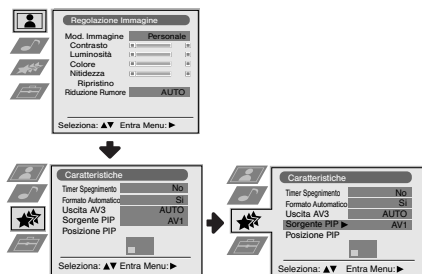 Regolazione Immagine
Mod. Immagine Personale
Contrasto
Luminosità
Colore
Nitidezza
Ripristino
Riduzione Rumore AUTO
Seleziona: ▲▼ Entra Menu: ►
Caratteristiche
Timer Spegnimento No
Formato Automatico Si
Uscita AV3 AUTO
Sorgente PIP AV1
Posizione PIP
Seleziona: ▲▼ Entra Menu: ►
Caratteristiche
Timer Spegnimento No
Formato Automatico Si
Uscita AV3 AUTO
Sorgente PIP ► AV1
Posizione PIP
Seleziona: ▲▼ Entra Menu: ►